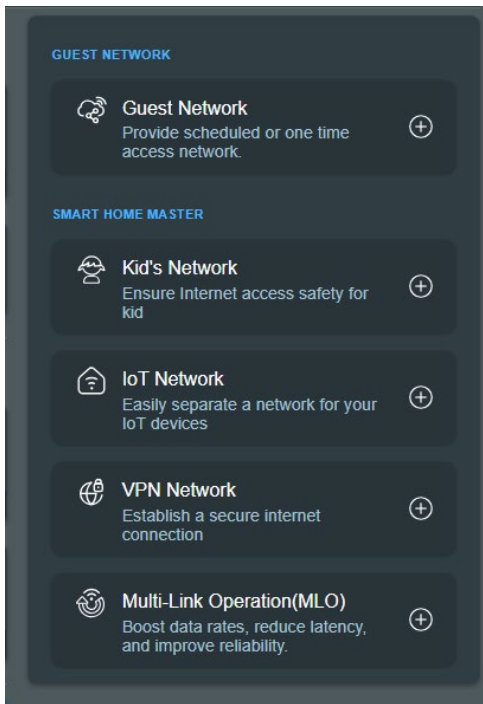 GUEST NETWORK
Guest Network
Provide scheduled or one time
access network.
SMART HOME MASTER
Kid's Network
Ensure Internet access safety for
kid
IoT Network
Easily separate a network for your
IoT devices
VPN Network
Establish a secure internet
connection
Multi-Link Operation(MLO)
Boost data rates, reduce latency,
and improve reliability.